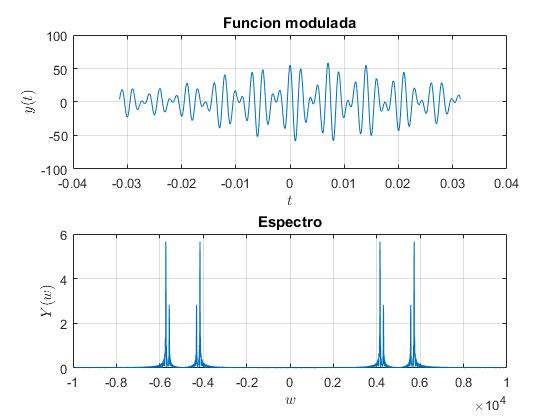 Funcion modulada
100
50
0
-50
-100
y(t)
-0.04 -0.03 -0.02 -0.01 0 0.01 0.02 0.03 0.04
t
Espectro
6
4
2
0
Y(w)
-1 -0.8 -0.6 -0.4 -0.2 0 0.2 0.4 0.6 0.8 1
w
×10⁴